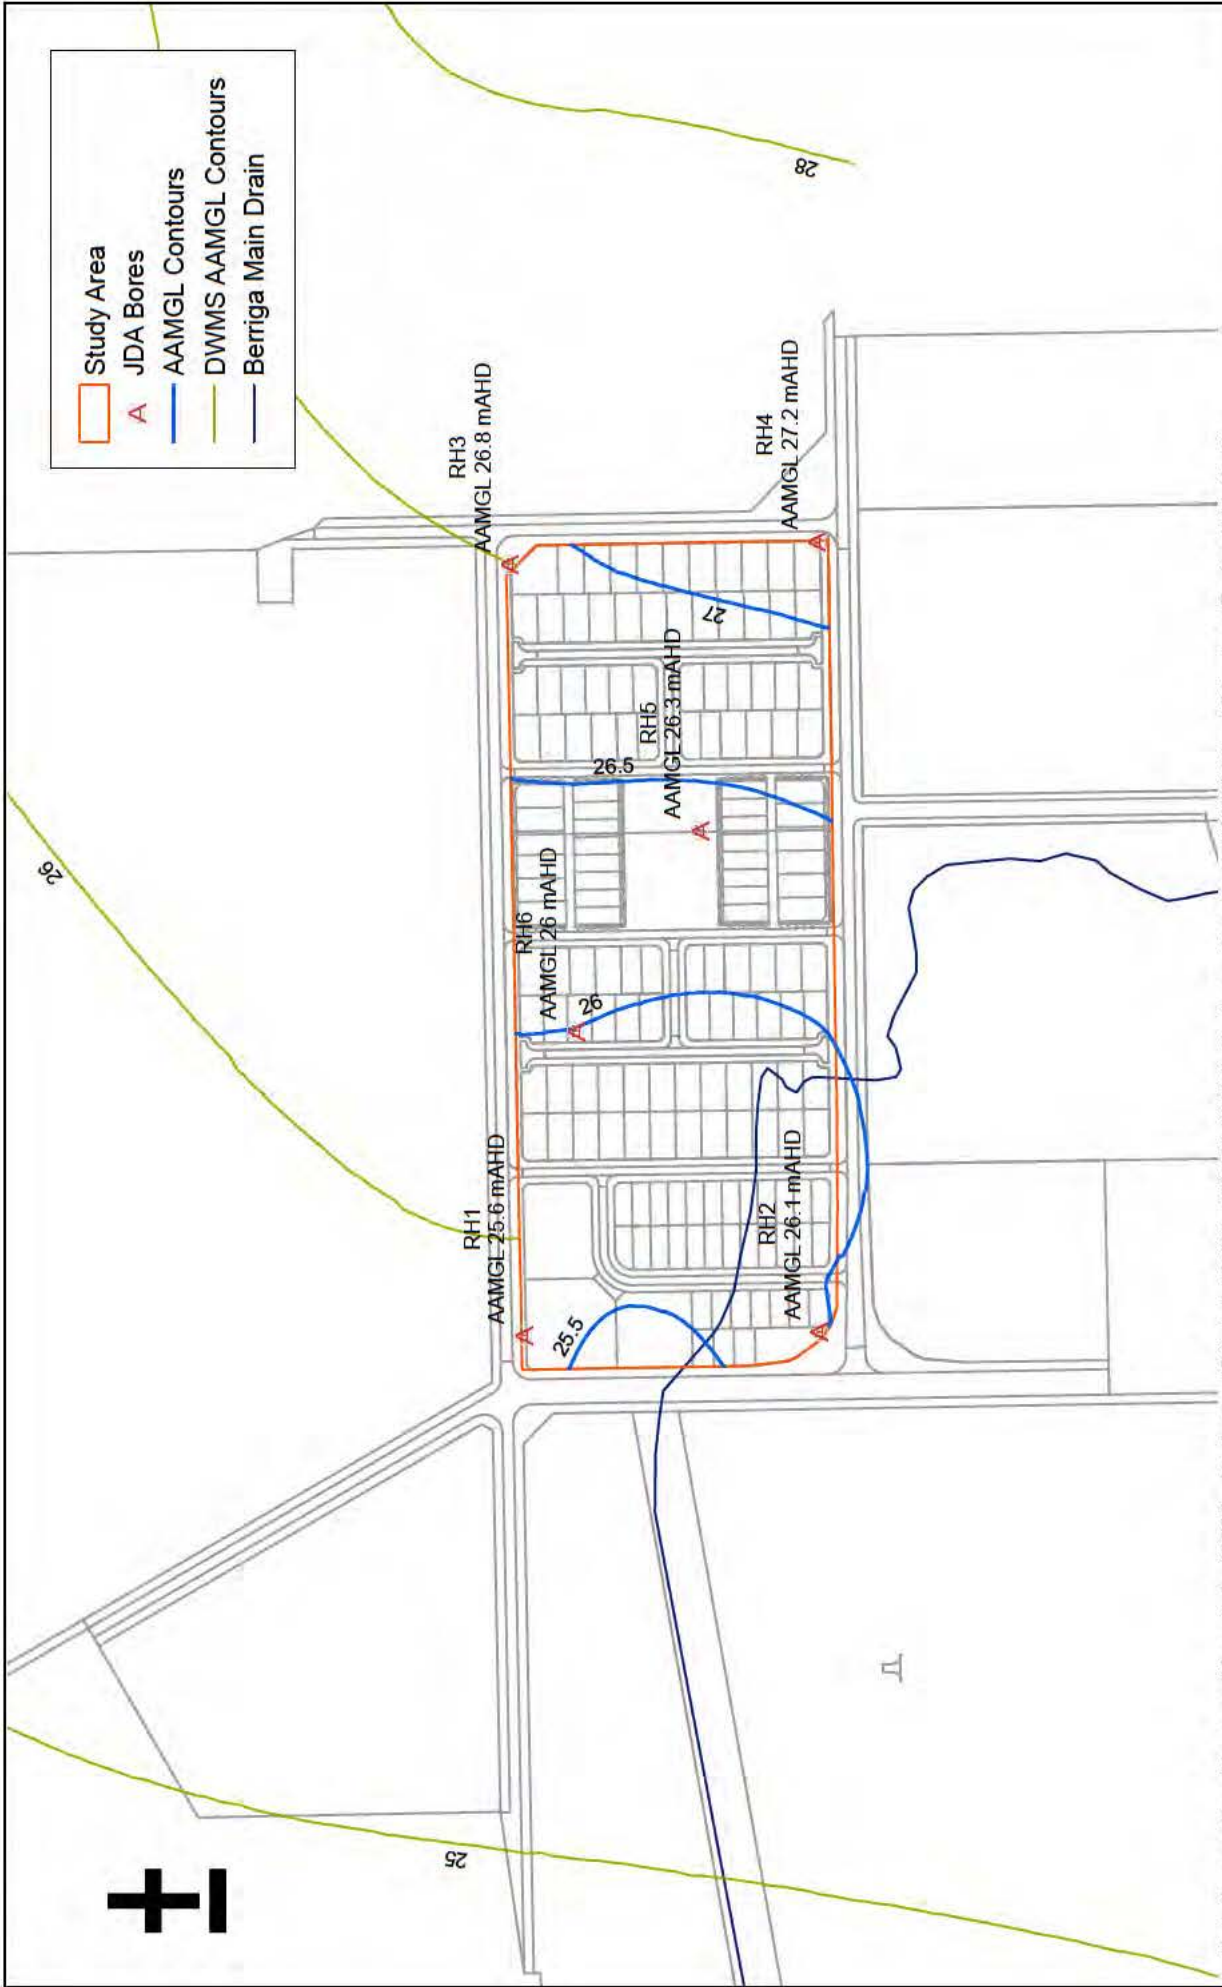 Study Area
JDA Bores
AAMGL Contours
DWMS AAMGL Contours
Berriga Main Drain
28
RH3
AAMGL 26.8 mAHD
RH4
AAMGL 27.2 mAHD
27
RH5
AAMGL 26.3 mAHD
26.5
26
RH6
AAMGL 26 mAHD
26
RH1
AAMGL 25.6 mAHD
RH2
AAMGL 26.1 mAHD
25.5
25